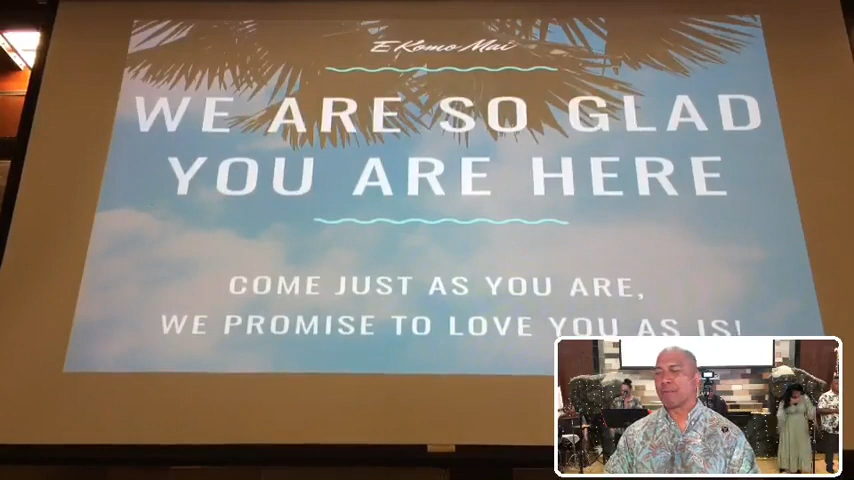 E Komo Mai
WE ARE SO GLAD
YOU ARE HERE
COME JUST AS YOU ARE,
WE PROMISE TO LOVE YOU AS IS!